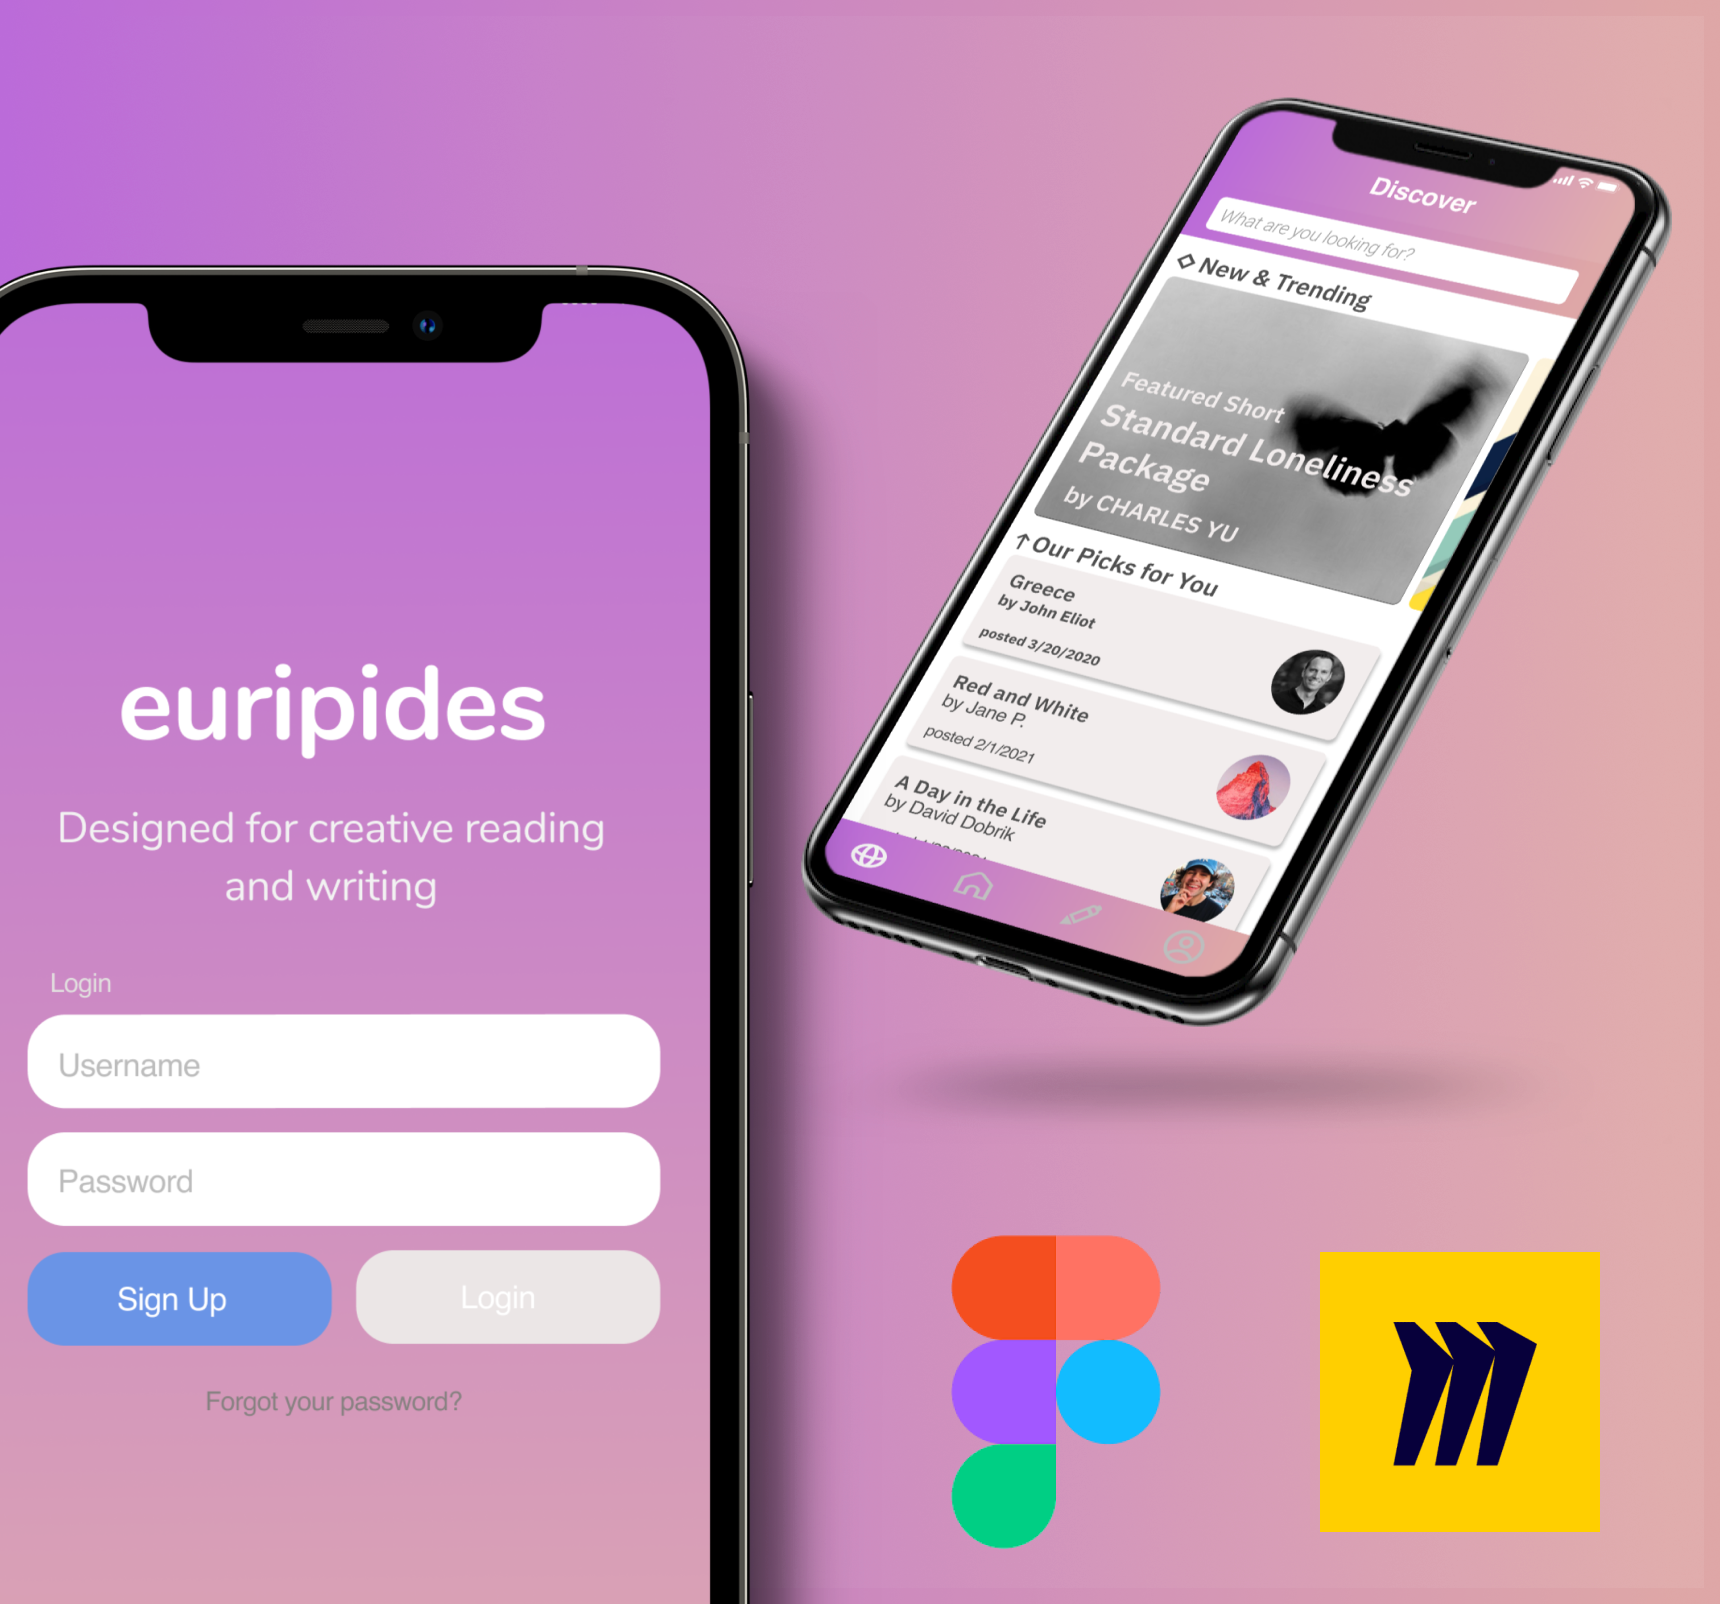 euripides
Designed for creative reading
and writing
Login
Username
Password
Sign Up
Login
Forgot your password?
Discover
What are you looking for?
New & Trending
Featured Short
Standard Loneliness
Package
by CHARLES YU
Our Picks for You
Greece
by John Eliot
posted 3/20/2020
Red and White
by Jane P.
posted 2/1/2021
A Day in the Life
by David Dobrik